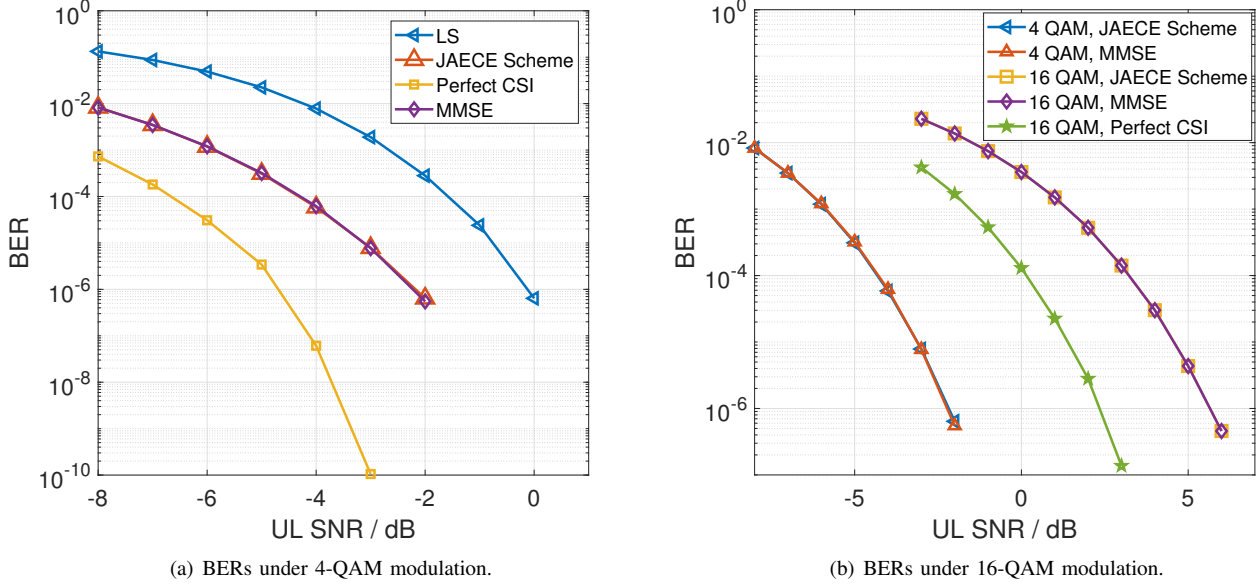 10^0
10^-2
10^-4
10^-6
10^-8
10^-10
BER
-8
-6
-4
-2
0
UL SNR / dB
LS
JAECE Scheme
Perfect CSI
MMSE
(a) BERs under 4-QAM modulation.
10^0
10^-2
10^-4
10^-6
BER
-5
0
5
UL SNR / dB
4 QAM, JAECE Scheme
4 QAM, MMSE
16 QAM, JAECE Scheme
16 QAM, MMSE
16 QAM, Perfect CSI
(b) BERs under 16-QAM modulation.